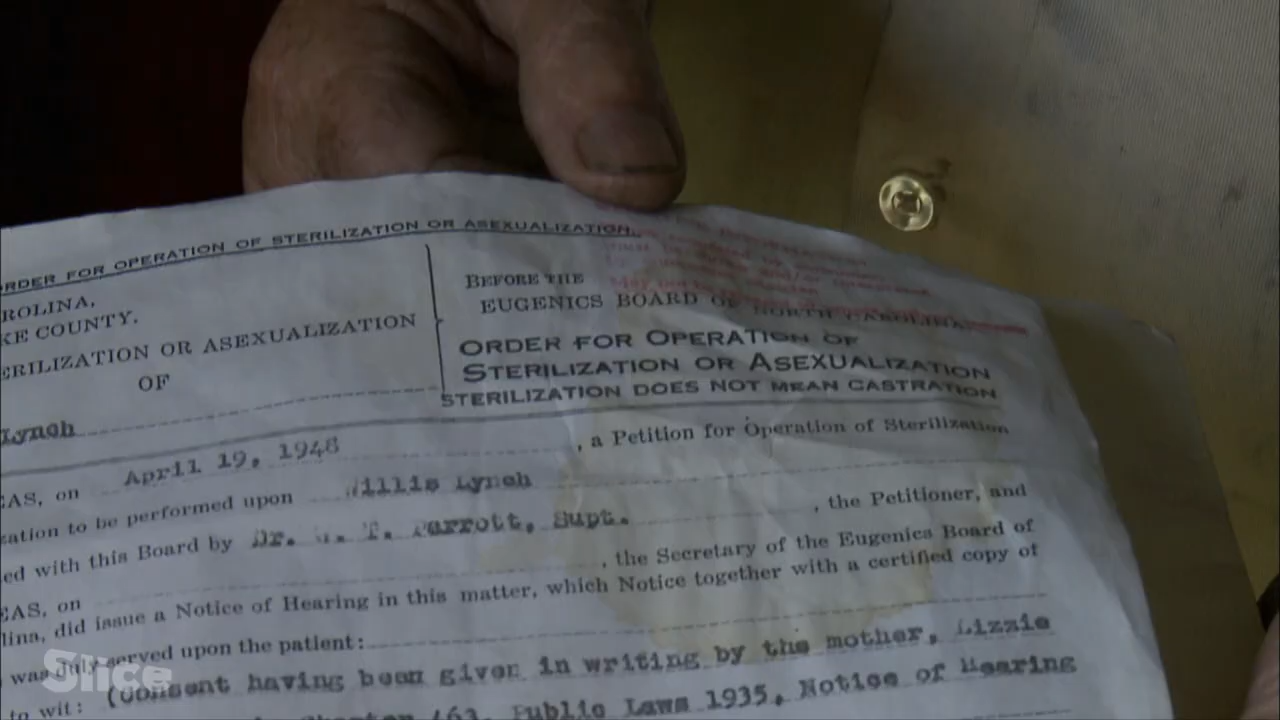 ORDER FOR OPERATION OF STERILIZATION OR ASEXUALIZATION.
ROLINA,
KE COUNTY.
ERILIZATION OR ASEXUALIZATION
OF
Lynch
BEFORE THE
EUGENICS BOARD OF NORTH CAROLINA
ORDER FOR OPERATION OF
STERILIZATION OR ASEXUALIZATION
STERILIZATION DOES NOT MEAN CASTRATION
EAS, on April 19, 1948, a Petition for Operation of Sterilization
zation to be performed upon Willis Lynch, the Petitioner, and
ed with this Board by Dr. T. Parrott, Supt.
EAS, on, the Secretary of the Eugenics Board of
lina, did issue a Notice of Hearing in this matter, which Notice together with a certified copy of
was duly served upon the patient:
to wit: (Consent having been given in writing by the mother, Lizzie
463, Public Laws 1935, Notice of Hearing
Slice